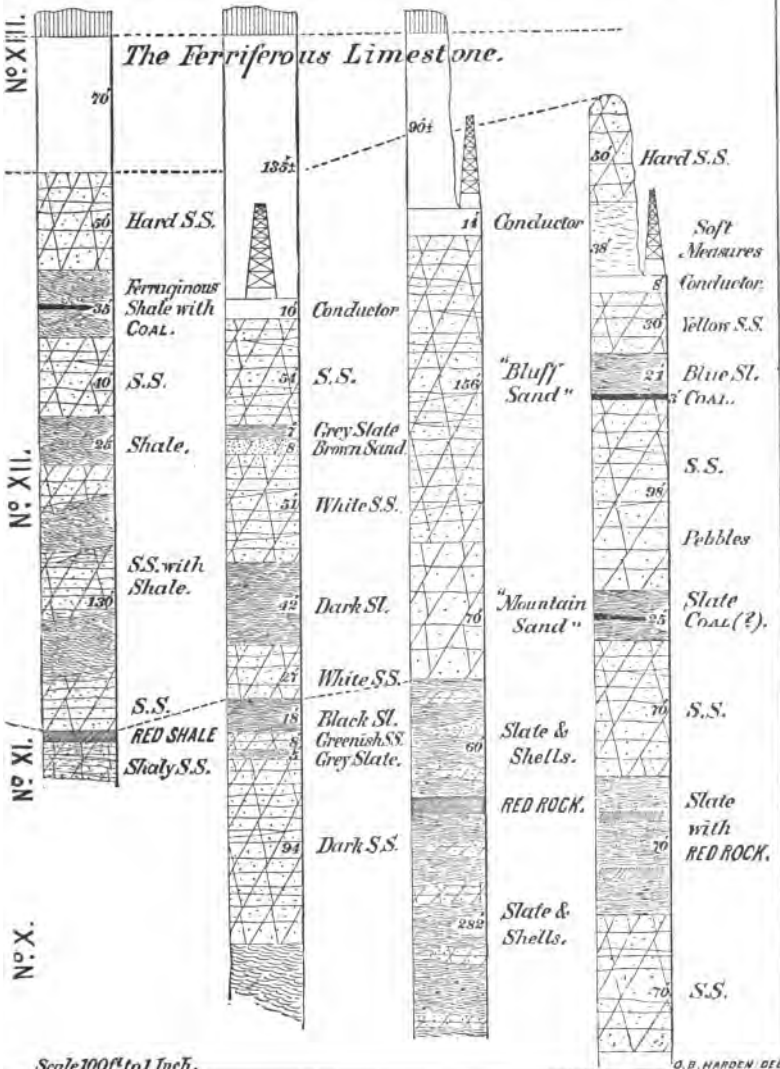 No. XIII.
The Ferriferous Limestone.
No. XII.
No. XI.
No. X.
70'
50' Hard S.S.
Ferruginous
35' Shale with
COAL.
40' S.S.
25' Shale.
S.S. with
130' Shale.
S.S.
RED SHALE
Shaly S.S.
135'±
10' Conductor
54' S.S.
7' Grey Slate
8' Brown Sand.
51' White S.S.
42' Dark Sl.
27' White S.S.
18' Black Sl.
8' Greenish S.S.
5' Grey Slate.
94' Dark S.S.
90'±
14' Conductor
"Bluff
156' Sand"
"Mountain
70' Sand"
Slate &
60' Shells.
RED ROCK.
Slate &
282' Shells.
50' Hard S.S.
Soft
38' Measures
8' Conductor.
30' Yellow S.S.
24' Blue Sl.
3' COAL.
S.S.
98'
Pebbles
Slate
25' COAL (?).
70' S.S.
Slate
with
70' RED ROCK.
70' S.S.
Scale 100 ft. to 1 Inch.
O.B. HARDEN DEL